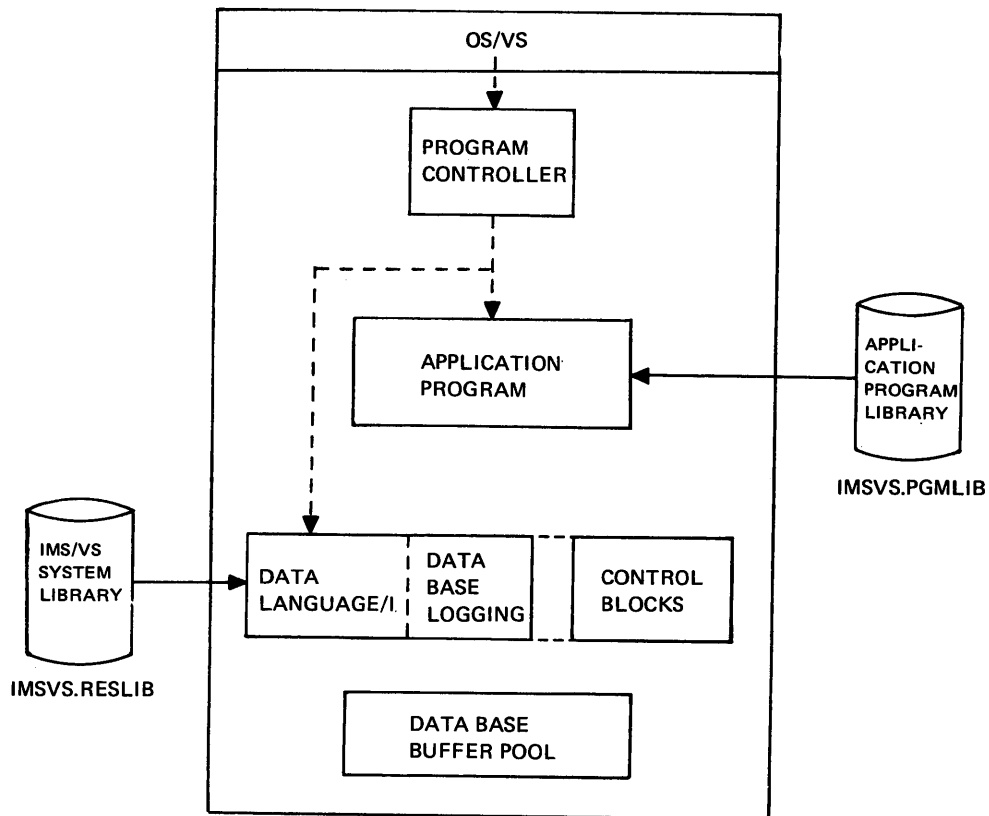 OS/VS
PROGRAM
CONTROLLER
APPLICATION
PROGRAM
APPLI-
CATION
PROGRAM
LIBRARY
IMSVS.PGMLIB
IMS/VS
SYSTEM
LIBRARY
IMSVS.RESLIB
DATA
LANGUAGE/I
DATA
BASE
LOGGING
CONTROL
BLOCKS
DATA BASE
BUFFER POOL